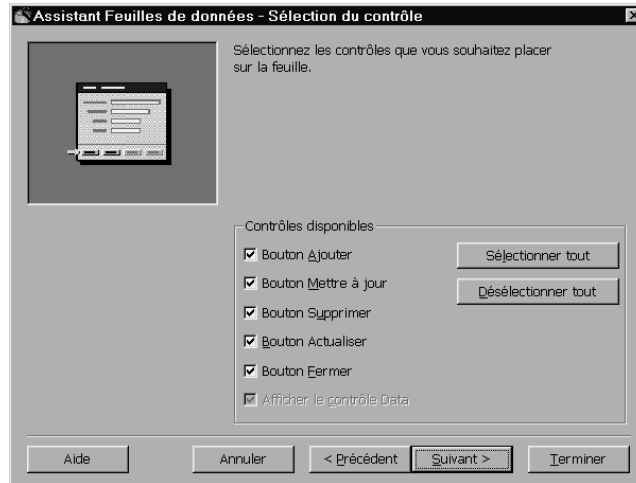 Assistant Feuilles de données - Sélection du contrôle
Sélectionnez les contrôles que vous souhaitez placer
sur la feuille.
Contrôles disponibles
Bouton Ajouter
Sélectionner tout
Bouton Mettre à jour
Désélectionner tout
Bouton Supprimer
Bouton Actualiser
Bouton Fermer
Afficher le contrôle Data
Aide
Annuler
< Précédent
Suivant >
Terminer